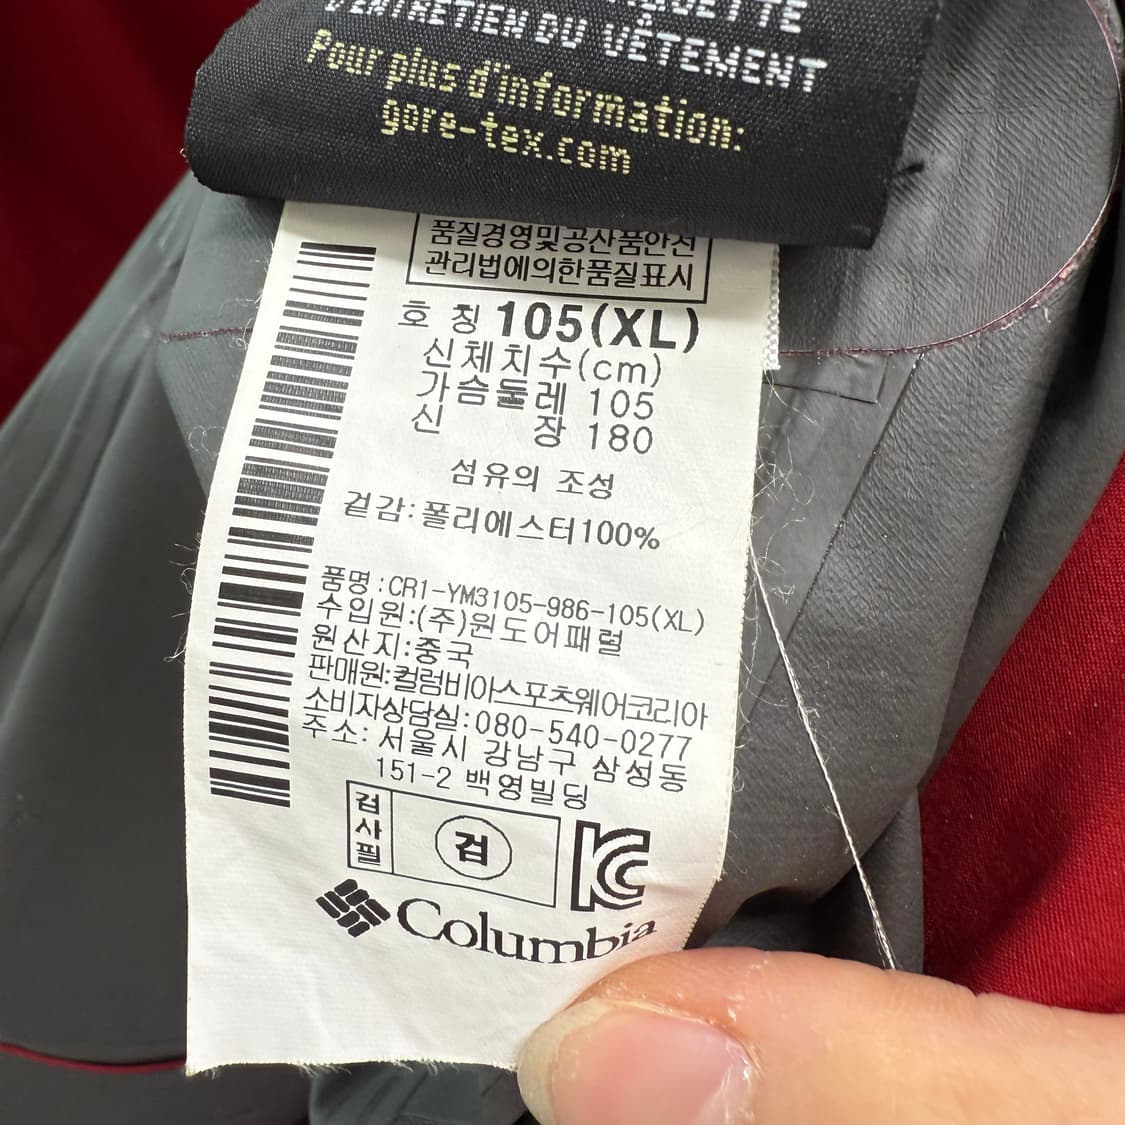 D'ENTRETIEN DU VÊTEMENT
Pour plus d'information:
gore-tex.com
품질경영및공산품안전
관리법에의한품질표시
호 칭 105(XL)
신체치수(cm)
가슴둘레 105
신 장 180
섬유의 조성
겉감:폴리에스터100%
품명:CR1-YM3105-986-105(XL)
수입원:(주)원도어패럴
원산지:중국
판매원:컬럼비아스포츠웨어코리아
소비자상담실:080-540-0277
주소: 서울시 강남구 삼성동
151-2 백영빌딩
검사필 검
KC
Columbia